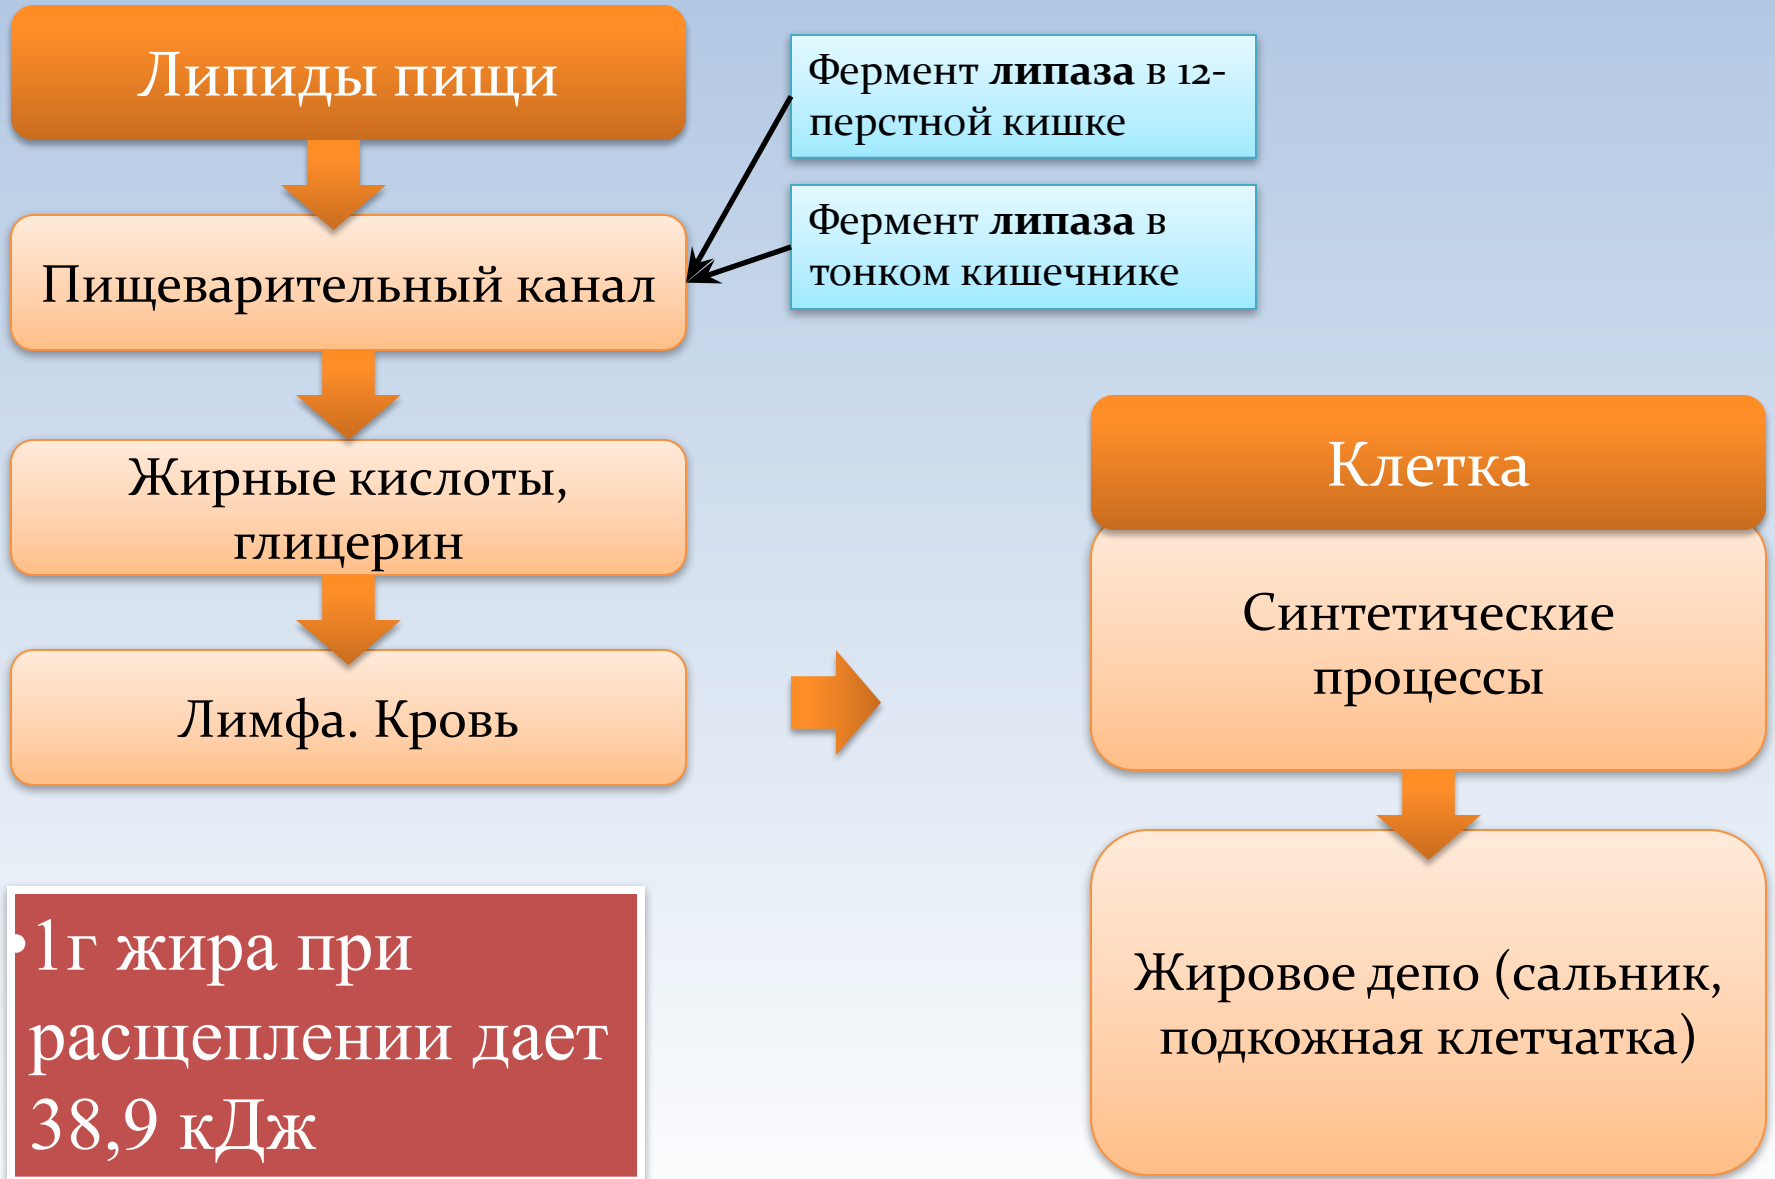 Липиды пищи
Фермент липаза в 12-
перстной кишке
Фермент липаза в
тонком кишечнике
Пищеварительный канал
Жирные кислоты,
глицерин
Лимфа. Кровь
Клетка
Синтетические
процессы
Жировое депо (сальник,
подкожная клетчатка)
•1г жира при
расщеплении дает
38,9 кДж